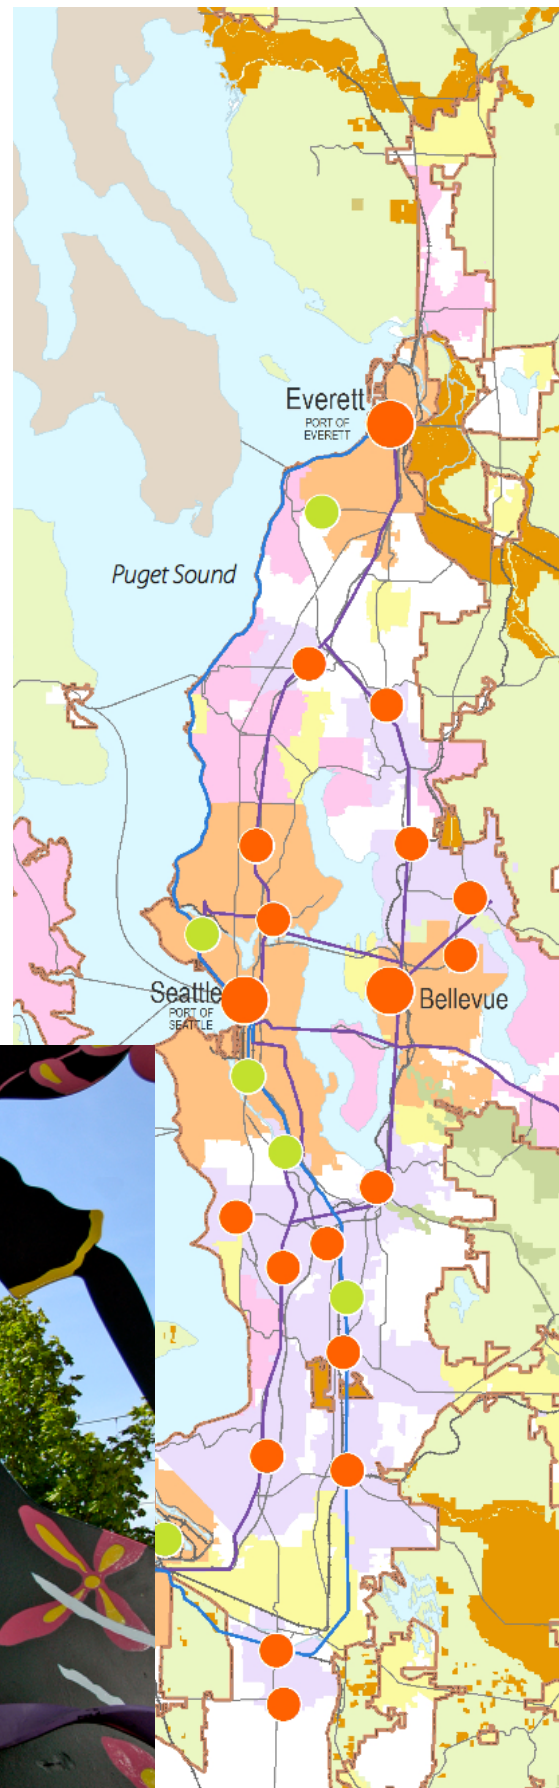 Everett
PORT OF
EVERETT
Puget Sound
Seattle
PORT OF
SEATTLE
Bellevue